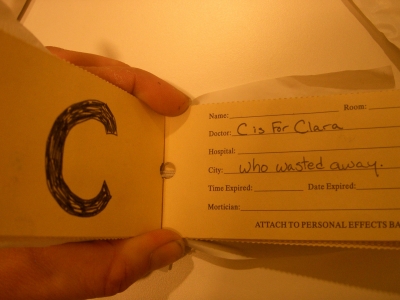 C
Name: Room:
Doctor: C is For Clara
Hospital:
City: who wasted away.
Time Expired: Date Expired:
Mortician:
ATTACH TO PERSONAL EFFECTS BA